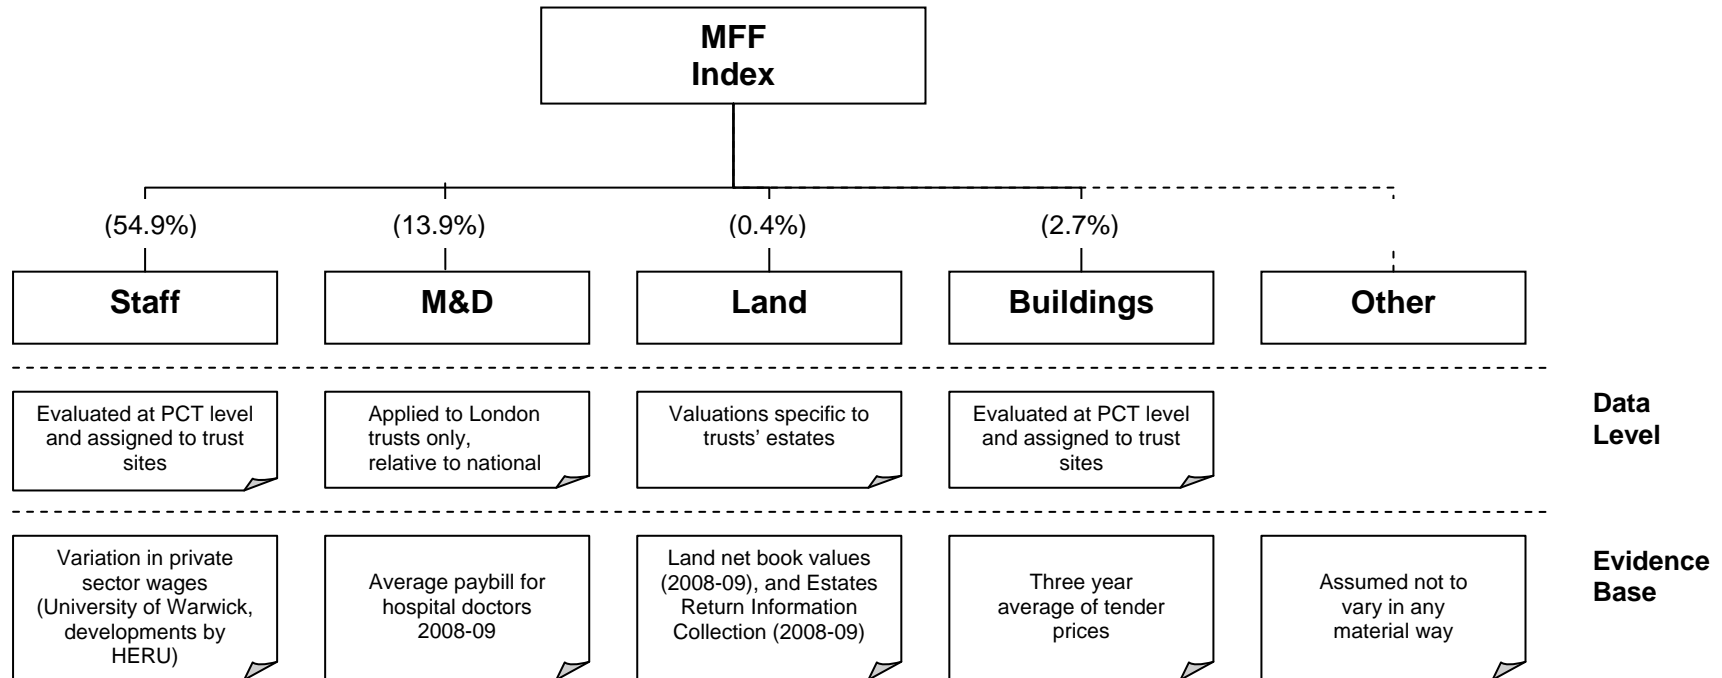 MFF
Index
(54.9%)
(13.9%)
(0.4%)
(2.7%)
Staff
M&D
Land
Buildings
Other
Evaluated at PCT level
and assigned to trust
sites
Applied to London
trusts only,
relative to national
Valuations specific to
trusts’ estates
Evaluated at PCT level
and assigned to trust
sites
Data
Level
Variation in private
sector wages
(University of Warwick,
developments by
HERU)
Average paybill for
hospital doctors
2008-09
Land net book values
(2008-09), and Estates
Return Information
Collection (2008-09)
Three year
average of tender
prices
Assumed not to
vary in any
material way
Evidence
Base